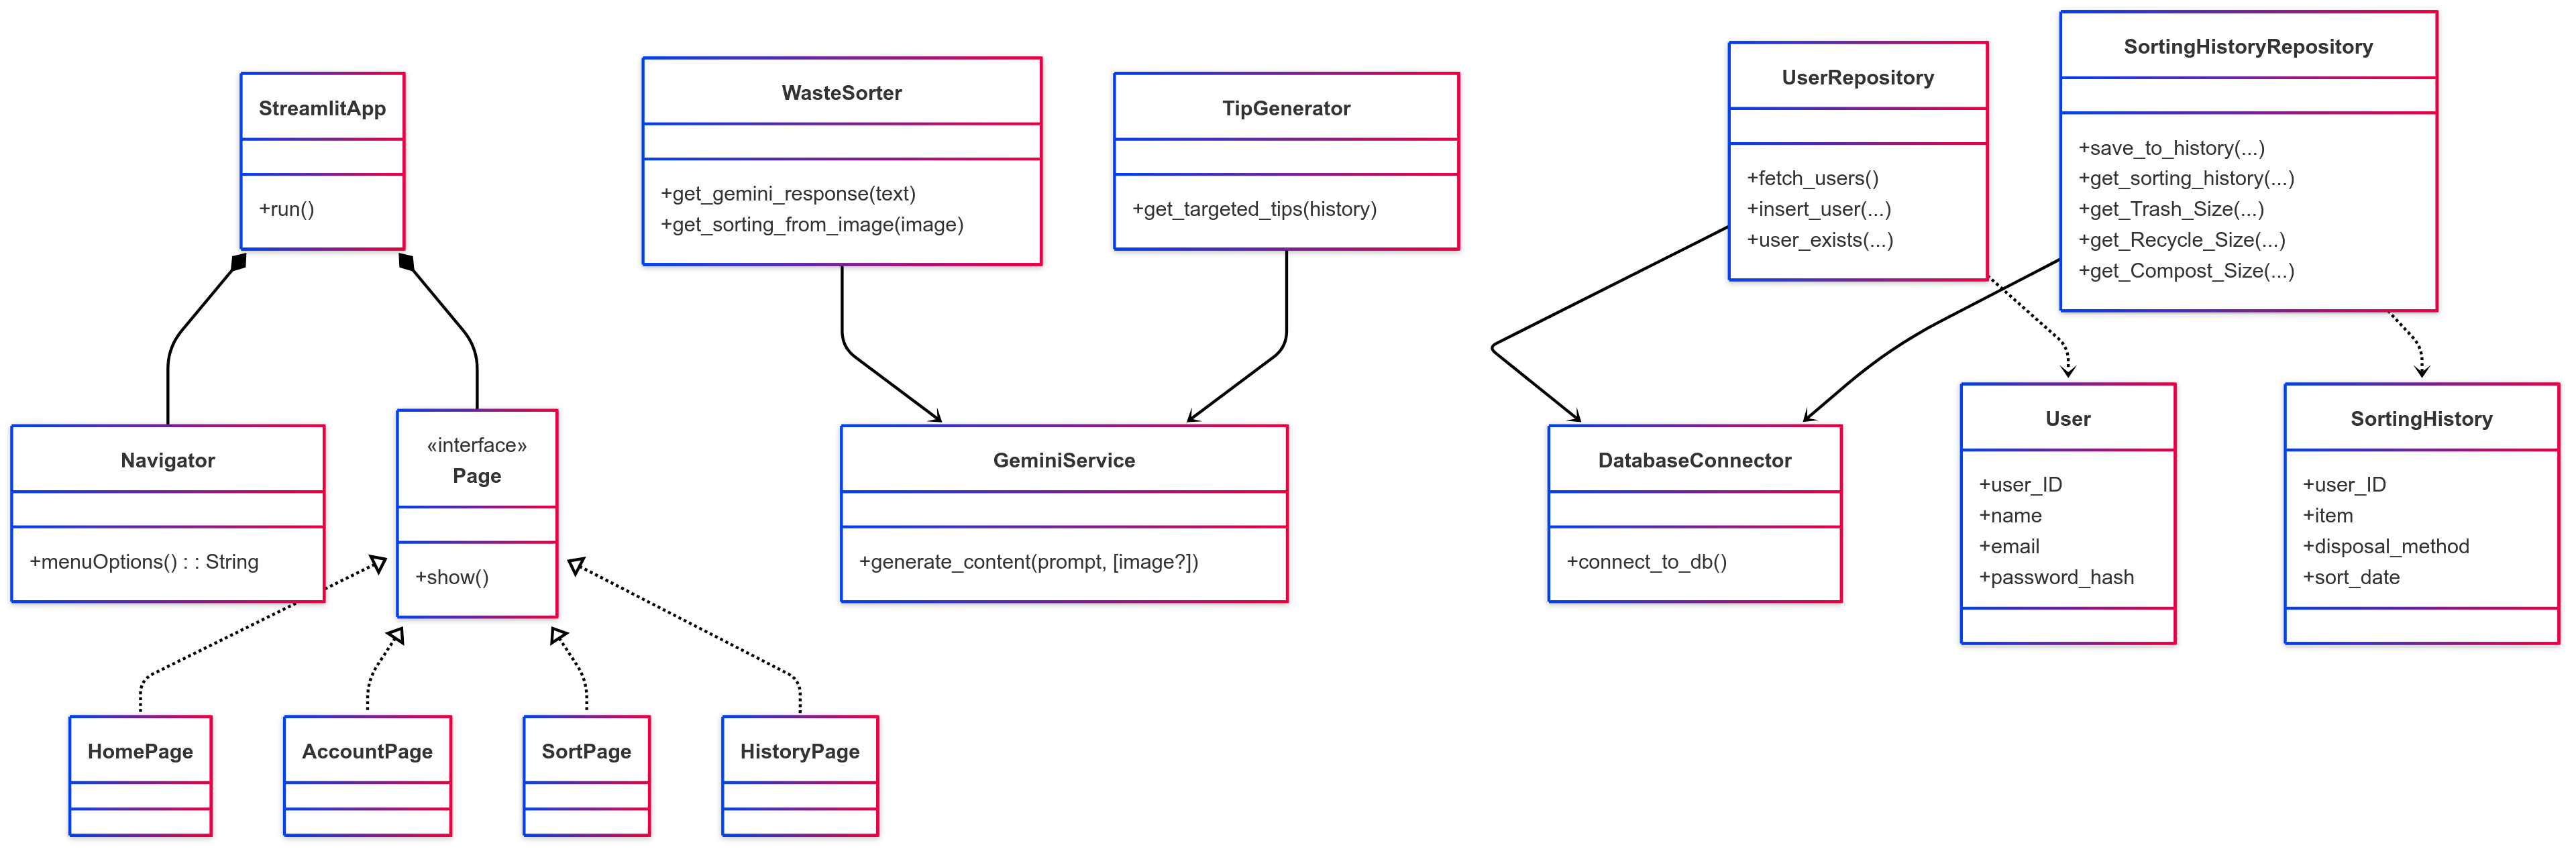 StreamlitApp
+run()
WasteSorter
+get_gemini_response(text)
+get_sorting_from_image(image)
TipGenerator
+get_targeted_tips(history)
UserRepository
+fetch_users()
+insert_user(...)
+user_exists(...)
SortingHistoryRepository
+save_to_history(...)
+get_sorting_history(...)
+get_Trash_Size(...)
+get_Recycle_Size(...)
+get_Compost_Size(...)
Navigator
+menuOptions() : : String
«interface»
Page
+show()
GeminiService
+generate_content(prompt, [image?])
DatabaseConnector
+connect_to_db()
User
+user_ID
+name
+email
+password_hash
SortingHistory
+user_ID
+item
+disposal_method
+sort_date
HomePage
AccountPage
SortPage
HistoryPage